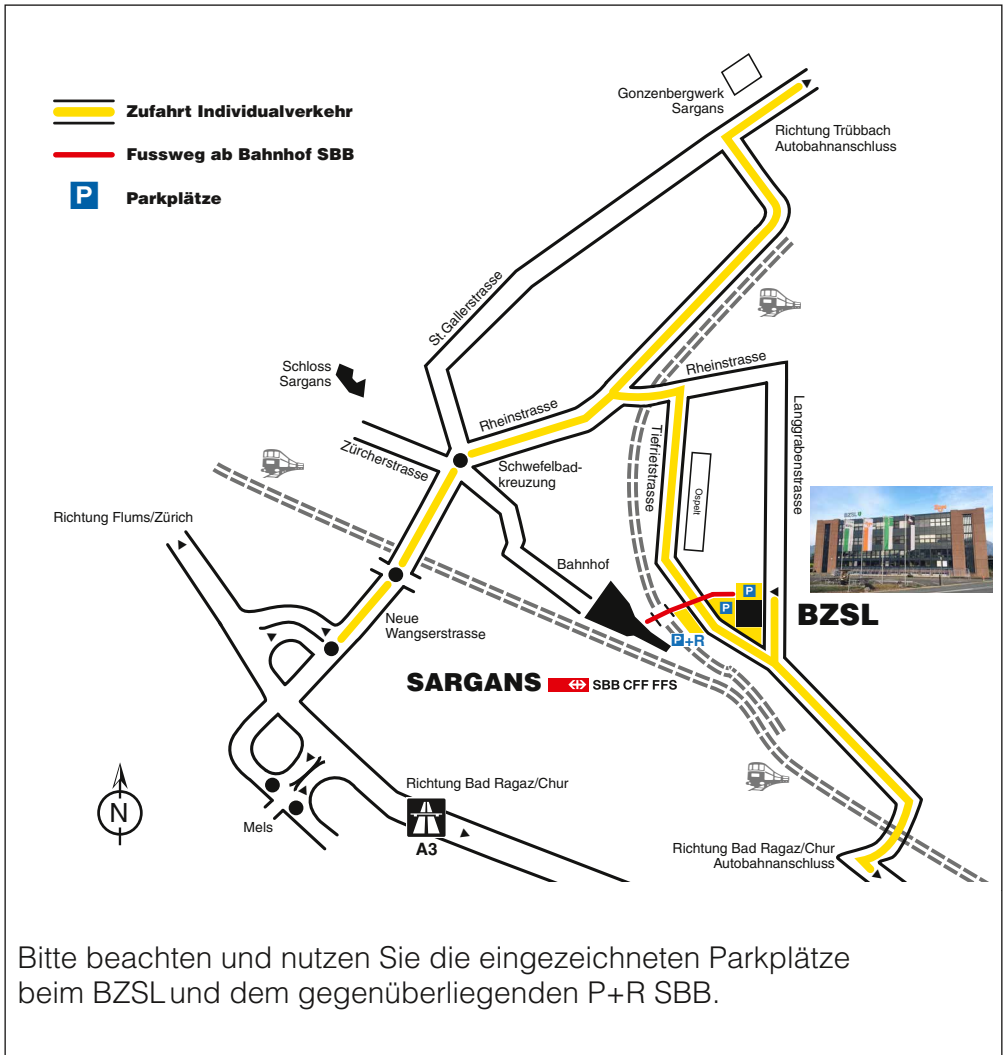 Zufahrt Individualverkehr
Fussweg ab Bahnhof SBB
P
Parkplätze
Gonzenbergwerk
Sargans
Richtung Trübbach
Autobahnanschluss
St.Gallerstrasse
Schloss
Sargans
Rheinstrasse
Rheinstrasse
Langgrabenstrasse
Zürcherstrasse
Schwefelbad-
kreuzung
Tiefrietstrasse
Ospelt
Richtung Flums/Zürich
Bahnhof
BZSL
P
P
P+R
BZSL
Neue
Wangserstrasse
SARGANS
SBB CFF FFS
Richtung Bad Ragaz/Chur
A3
Mels
N
Richtung Bad Ragaz/Chur
Autobahnanschluss
Bitte beachten und nutzen Sie die eingezeichneten Parkplätze
beim BZSL und dem gegenüberliegenden P+R SBB.